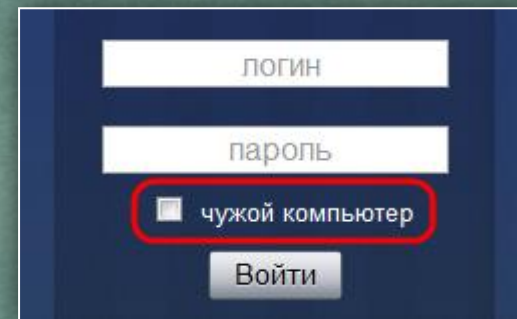 логин
пароль
чужой компьютер
Войти